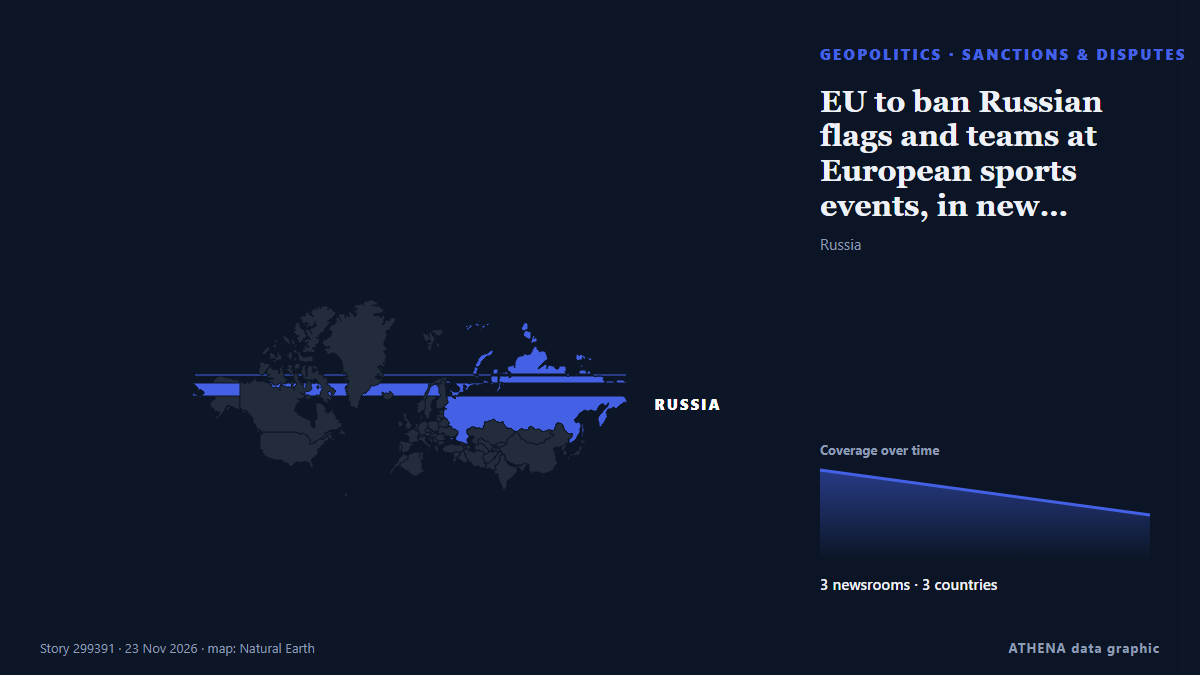 GEOPOLITICS · SANCTIONS & DISPUTES
EU to ban Russian
flags and teams at
European sports
events, in new...
Russia
RUSSIA
Coverage over time
3 newsrooms · 3 countries
Story 299391 · 23 Nov 2026 · map: Natural Earth
ATHENA data graphic